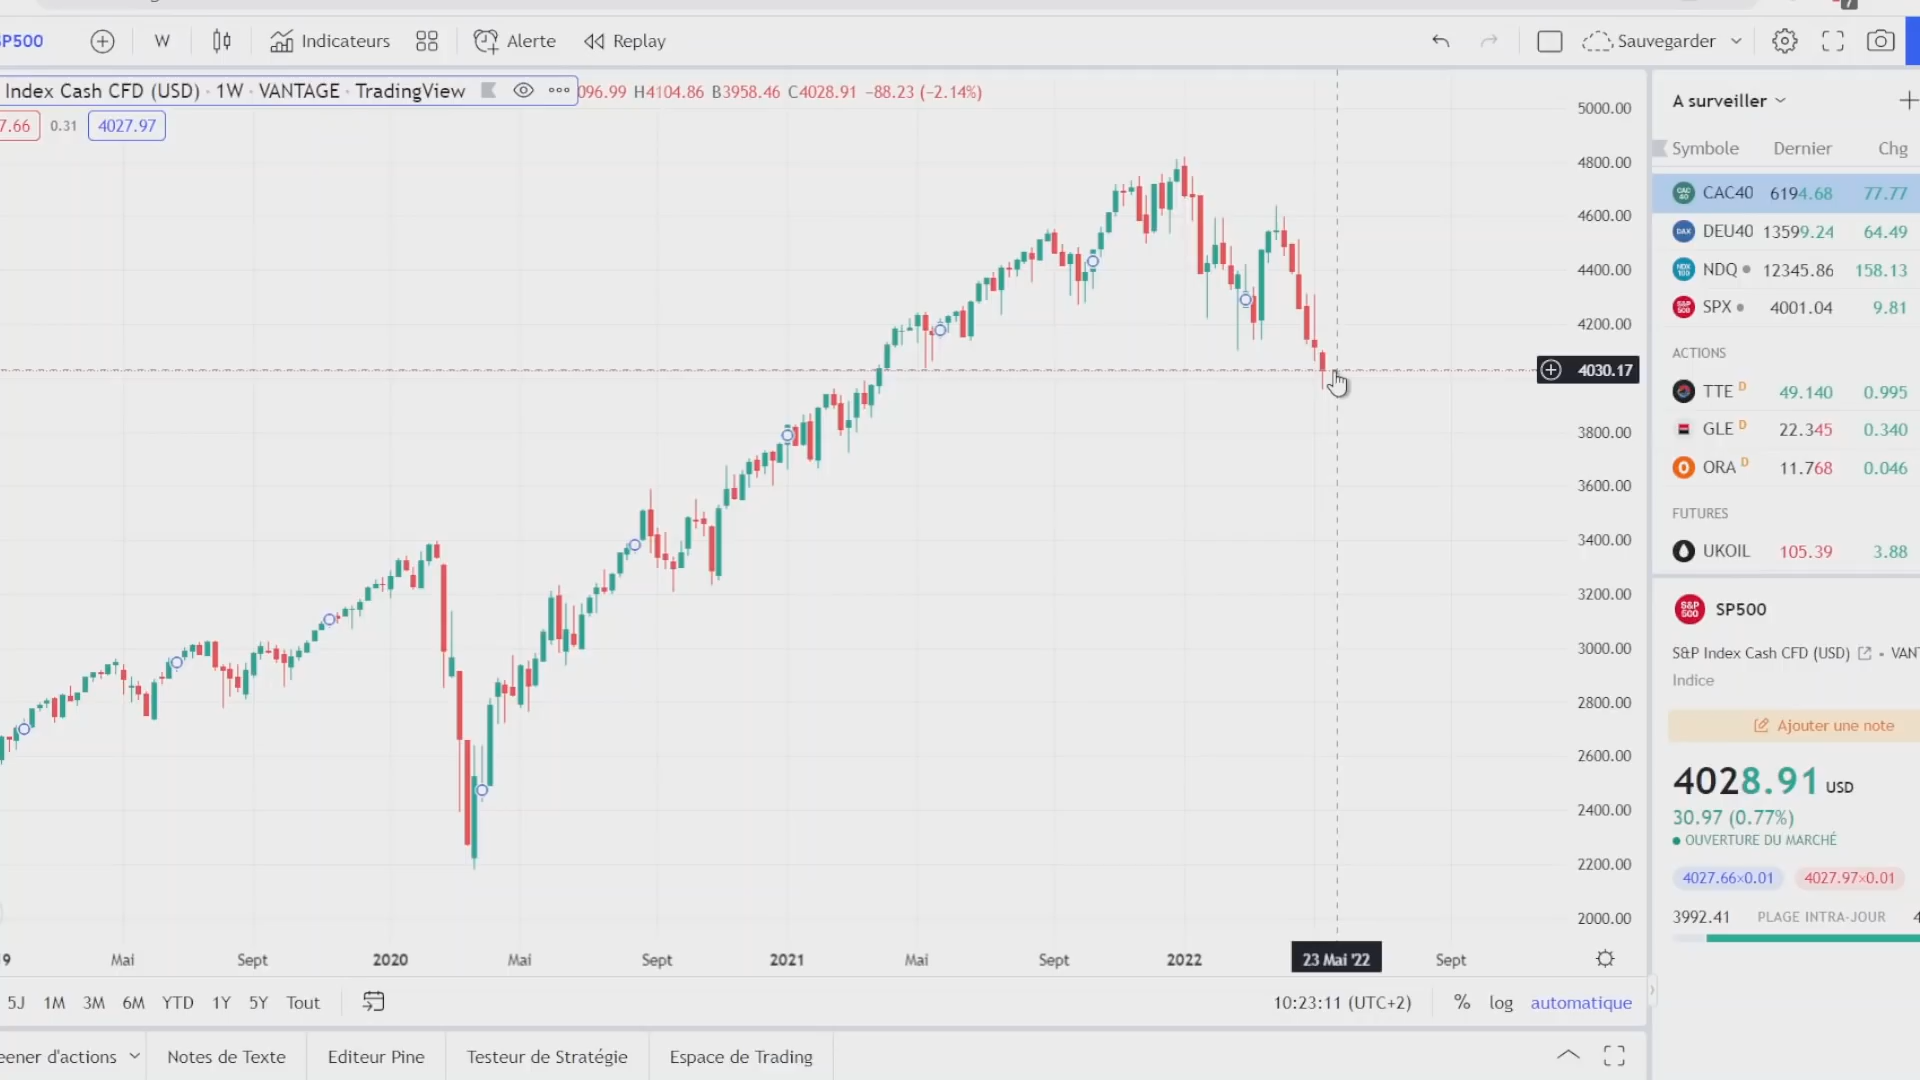 SP500 W Indicateurs Alerte Replay Sauvegarder
Index Cash CFD (USD) · 1W · VANTAGE · TradingView 096.99 H4104.86 B3958.46 C4028.91 −88.23 (−2.14%)
7.66 0.31 4027.97
5000.00
4800.00
4600.00
4400.00
4200.00
4030.17
3800.00
3600.00
3400.00
3200.00
3000.00
2800.00
2600.00
2400.00
2200.00
2000.00
9 Mai Sept 2020 Mai Sept 2021 Mai Sept 2022 23 Mai '22 Sept
5J 1M 3M 6M YTD 1Y 5Y Tout 10:23:11 (UTC+2) % log automatique
eener d'actions Notes de Texte Editeur Pine Testeur de Stratégie Espace de Trading
A surveiller
Symbole Dernier Chg
CAC40 6194.68 77.77
DEU40 13599.24 64.49
NDQ 12345.86 158.13
SPX 4001.04 9.81
ACTIONS
TTE D 49.140 0.995
GLE D 22.345 0.340
ORA D 11.768 0.046
FUTURES
UKOIL 105.39 3.88
S&P 500 SP500
S&P Index Cash CFD (USD) • VANT
Indice
Ajouter une note
4028.91 USD
30.97 (0.77%)
OUVERTURE DU MARCHÉ
4027.66×0.01 4027.97×0.01
3992.41 PLAGE INTRA-JOUR 4